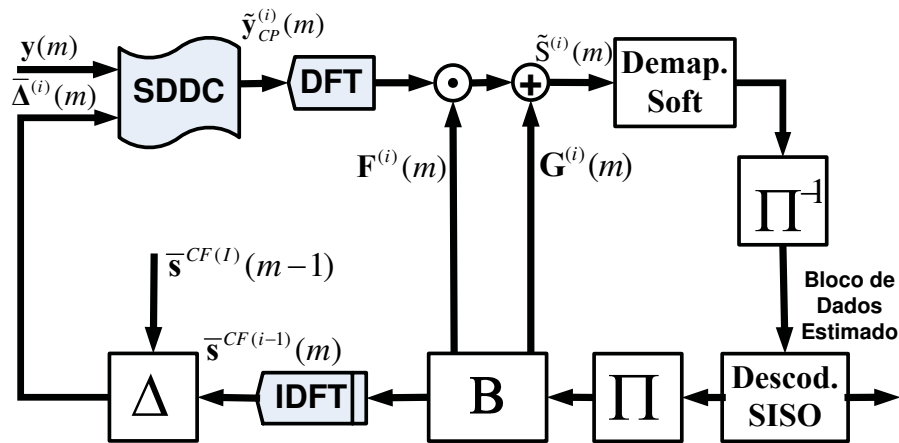 ỹ_CP^(i)(m)
y(m)
S̃^(i)(m)
Δ̅^(i)(m)
SDDC
DFT
Demap.
Soft
F^(i)(m)
G^(i)(m)
Π^-1
s̅^CF(I)(m−1)
Bloco de
Dados
Estimado
s̅^CF(i−1)(m)
Δ
IDFT
B
Π
Descod.
SISO